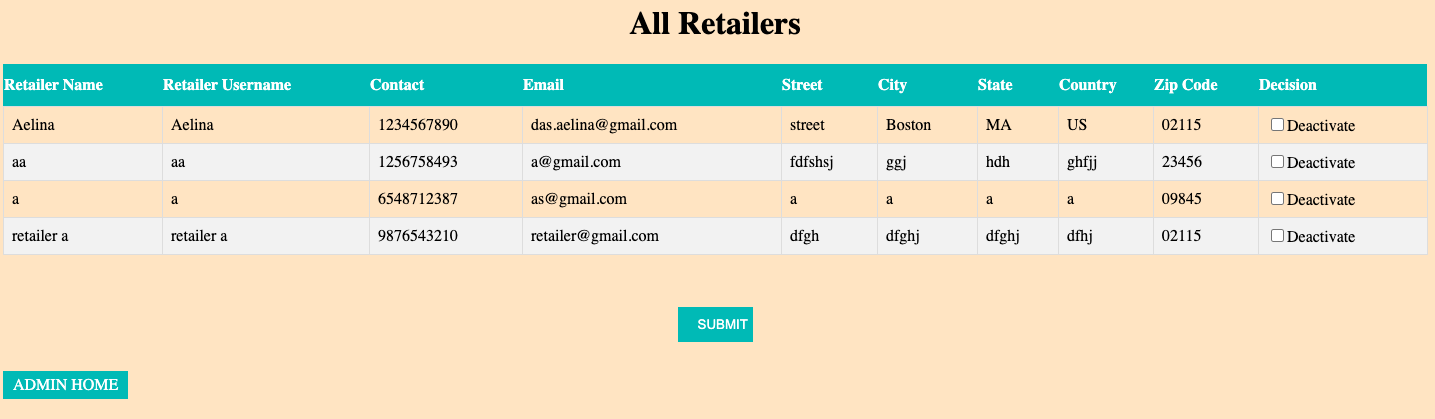 All Retailers
Retailer Name Retailer Username Contact Email Street City State Country Zip Code Decision
Aelina Aelina 1234567890 das.aelina@gmail.com street Boston MA US 02115 Deactivate
aa aa 1256758493 a@gmail.com fdfshsj ggj hdh ghfjj 23456 Deactivate
a a 6548712387 as@gmail.com a a a a 09845 Deactivate
retailer a retailer a 9876543210 retailer@gmail.com dfgh dfghj dfghj dfhj 02115 Deactivate
SUBMIT
ADMIN HOME